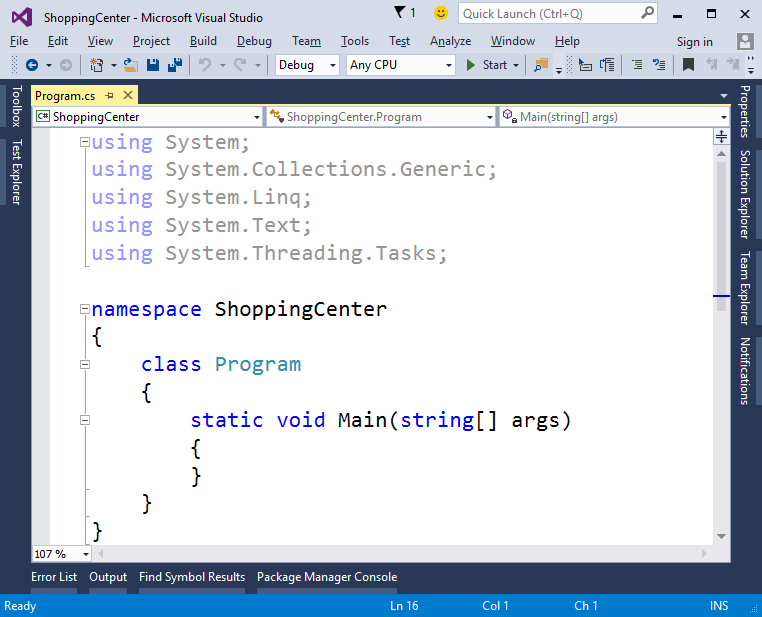 ShoppingCenter - Microsoft Visual Studio
1
Quick Launch (Ctrl+Q)
File Edit View Project Build Debug Team Tools Test Analyze Window Help Sign in
Debug Any CPU Start
Toolbox
Test Explorer
Program.cs
C# ShoppingCenter ShoppingCenter.Program Main(string[] args)
using System;
using System.Collections.Generic;
using System.Linq;
using System.Text;
using System.Threading.Tasks;
namespace ShoppingCenter
{
class Program
{
static void Main(string[] args)
{
}
}
}
Properties
Solution Explorer
Team Explorer
Notifications
107 %
Error List Output Find Symbol Results Package Manager Console
Ready Ln 16 Col 1 Ch 1 INS